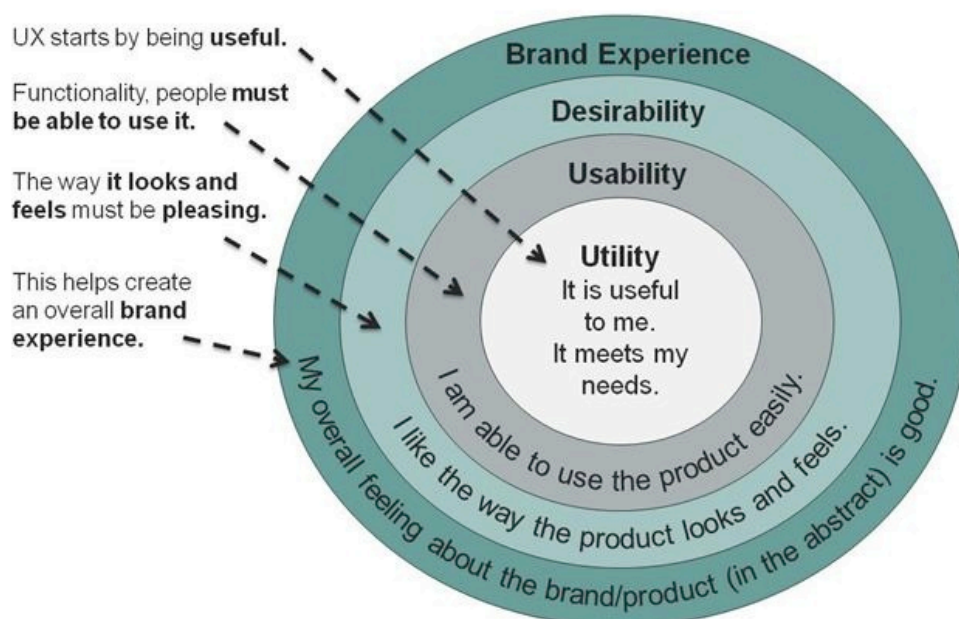 UX starts by being useful.
Functionality, people must
be able to use it.
The way it looks and
feels must be pleasing.
This helps create
an overall brand
experience.
Brand Experience
Desirability
Usability
Utility
It is useful
to me.
It meets my
needs.
I am able to use the product easily.
I like the way the product looks and feels.
My overall feeling about the brand/product (in the abstract) is good.